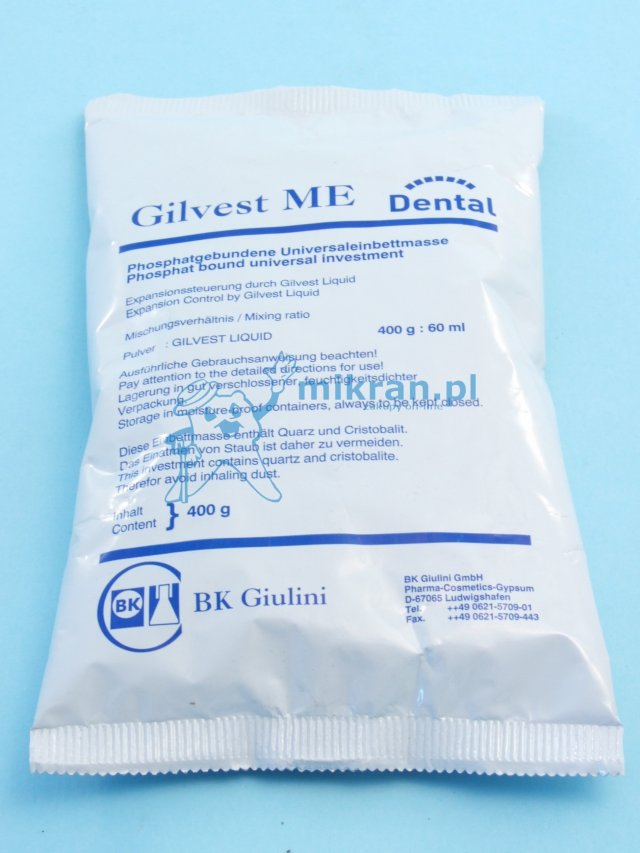 Gilvest ME
Dental
Phosphatgebundene Universaleinbettmasse
Phosphat bound universal investment
Expansionssteuerung durch Gilvest Liquid
Expansion Control by Gilvest Liquid
Mischungsverhältnis / Mixing ratio
Pulver : GILVEST LIQUID 400 g : 60 ml
Ausführliche Gebrauchsanweisung beachten!
Pay attention to the detailed directions for use!
Lagerung in gut verschlossener, feuchtigkeitsdichter
Verpackung.
Storage in moisture proof containers, always to be kept closed.
mikran.pl
Diese Einbettmasse enthält Quarz und Cristobalit.
Das Einatmen von Staub ist daher zu vermeiden.
This investment contains quartz and cristobalite.
Therefor avoid inhaling dust.
Inhalt
Content } 400 g
BK
BK Giulini
BK Giulini GmbH
Pharma-Cosmetics-Gypsum
D-67065 Ludwigshafen
Tel. ++49 0621-5709-01
Fax. ++49 0621-5709-443